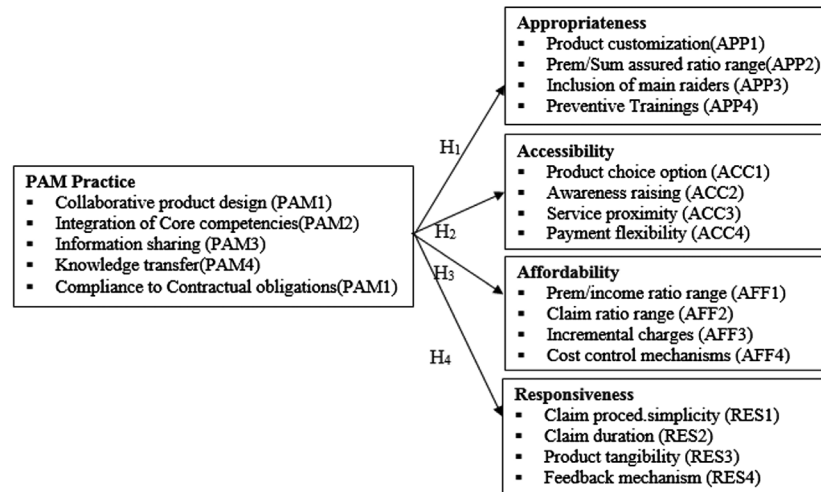 PAM Practice
▪ Collaborative product design (PAM1)
▪ Integration of Core competencies(PAM2)
▪ Information sharing (PAM3)
▪ Knowledge transfer(PAM4)
▪ Compliance to Contractual obligations(PAM1)
H1
H2
H3
H4
Appropriateness
▪ Product customization(APP1)
▪ Prem/Sum assured ratio range(APP2)
▪ Inclusion of main raiders (APP3)
▪ Preventive Trainings (APP4)
Accessibility
▪ Product choice option (ACC1)
▪ Awareness raising (ACC2)
▪ Service proximity (ACC3)
▪ Payment flexibility (ACC4)
Affordability
▪ Prem/income ratio range (AFF1)
▪ Claim ratio range (AFF2)
▪ Incremental charges (AFF3)
▪ Cost control mechanisms (AFF4)
Responsiveness
▪ Claim proced.simplicity (RES1)
▪ Claim duration (RES2)
▪ Product tangibility (RES3)
▪ Feedback mechanism (RES4)